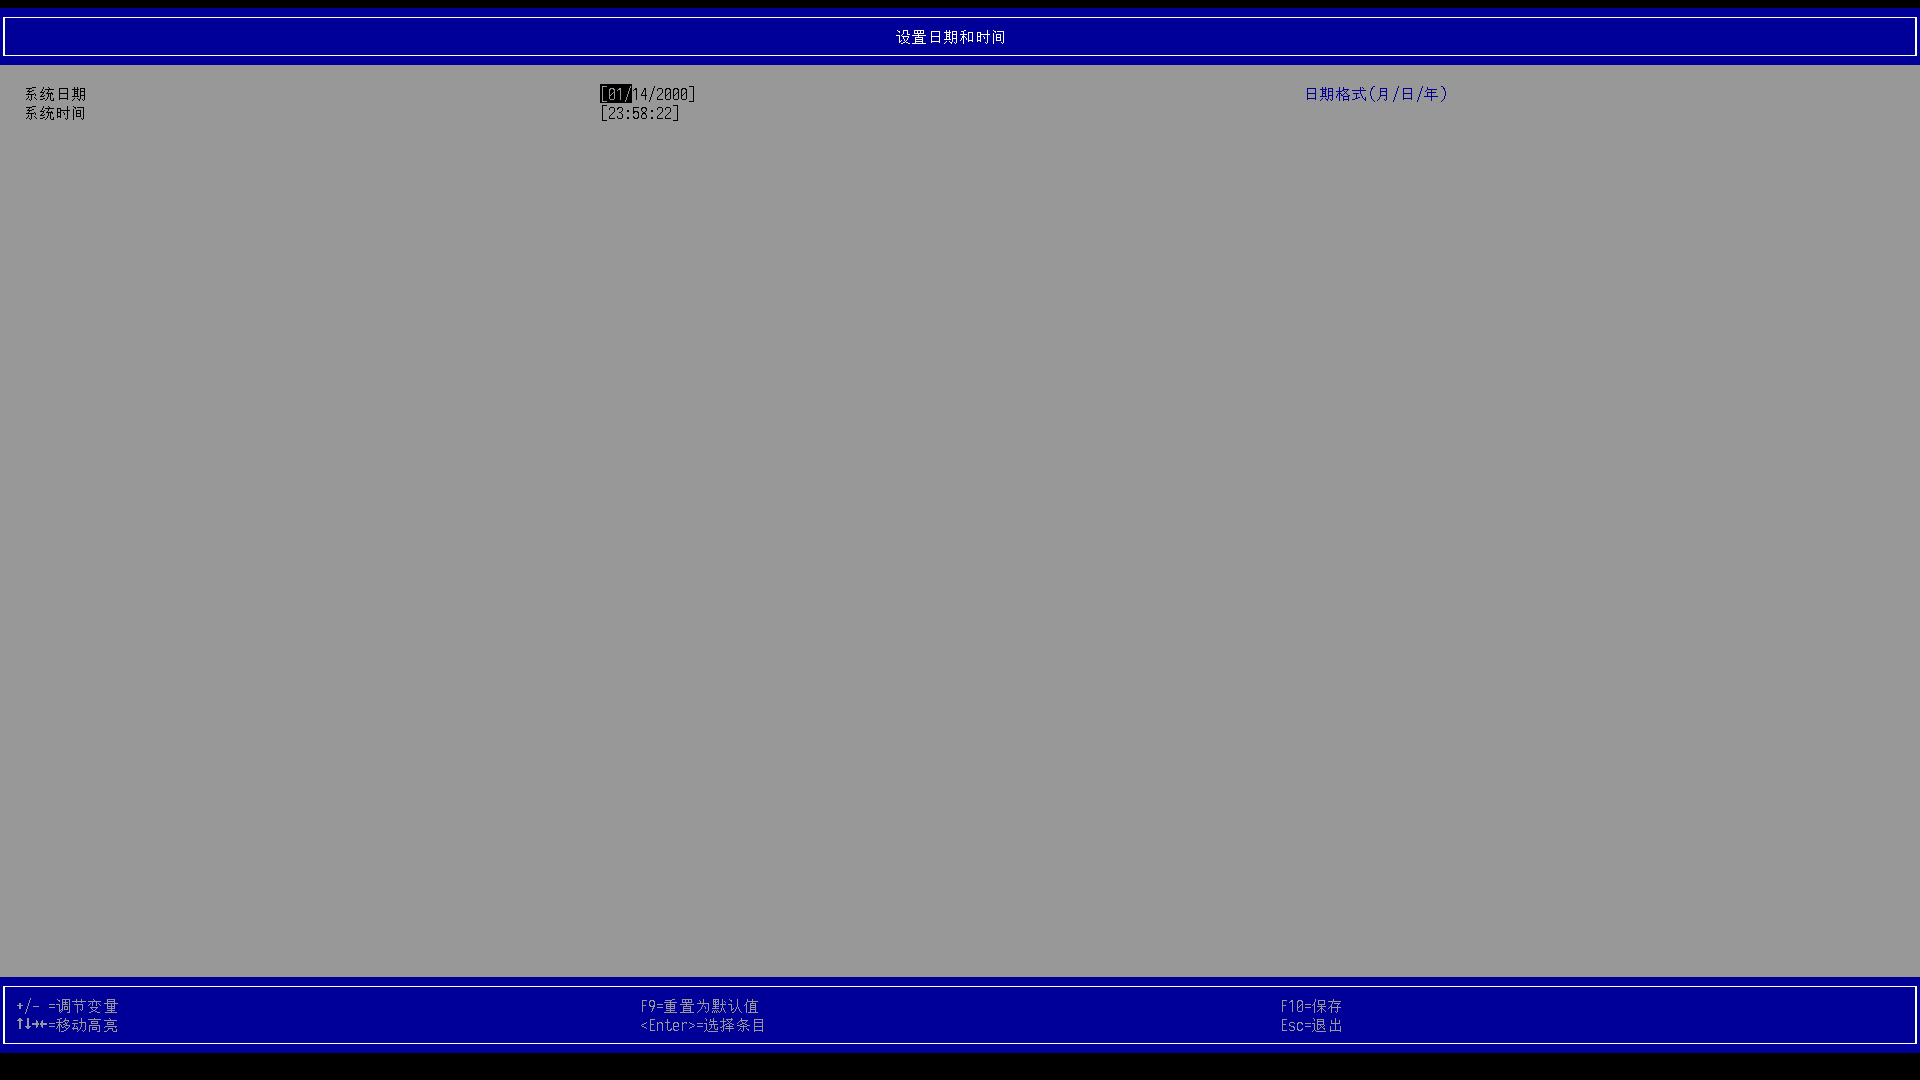 设置日期和时间
系统日期 [01/14/2000] 日期格式(月/日/年)
系统时间 [23:58:22]
+/- =调节变量 F9=重置为默认值 F10=保存
↑↓→←=移动高亮 <Enter>=选择条目 Esc=退出